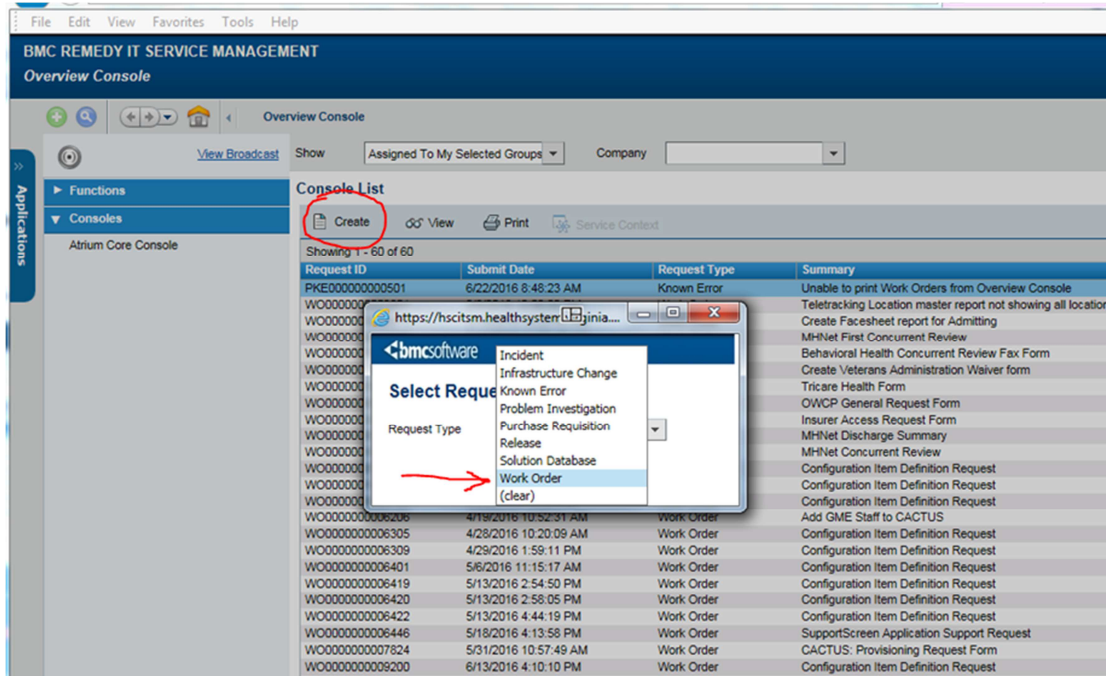 File Edit View Favorites Tools Help
BMC REMEDY IT SERVICE MANAGEMENT
Overview Console
Overview Console
View Broadcast
Show Assigned To My Selected Groups Company
Applications
Functions
Consoles
Atrium Core Console
Console List
Create View Print Service Context
Showing 1 - 60 of 60
Request ID Submit Date Request Type Summary
PKE000000000501 6/22/2016 8:48:23 AM Known Error Unable to print Work Orders from Overview Console
Teletracking Location master report not showing all location
Create Facesheet report for Admitting
MHNet First Concurrent Review
Behavioral Health Concurrent Review Fax Form
Create Veterans Administration Waiver form
Tricare Health Form
OWCP General Request Form
Insurer Access Request Form
MHNet Discharge Summary
MHNet Concurrent Review
Configuration Item Definition Request
Configuration Item Definition Request
Configuration Item Definition Request
WO0000000006206 4/19/2016 10:52:31 AM Work Order Add GME Staff to CACTUS
WO0000000006305 4/28/2016 10:20:09 AM Work Order Configuration Item Definition Request
WO0000000006309 4/29/2016 1:59:11 PM Work Order Configuration Item Definition Request
WO0000000006401 5/6/2016 11:15:17 AM Work Order Configuration Item Definition Request
WO0000000006419 5/13/2016 2:54:50 PM Work Order Configuration Item Definition Request
WO0000000006420 5/13/2016 2:58:05 PM Work Order Configuration Item Definition Request
WO0000000006422 5/13/2016 4:44:19 PM Work Order Configuration Item Definition Request
WO0000000006446 5/18/2016 4:13:58 PM Work Order SupportScreen Application Support Request
WO0000000007824 5/31/2016 10:57:49 AM Work Order CACTUS: Provisioning Request Form
WO0000000009200 6/13/2016 4:10:10 PM Work Order Configuration Item Definition Request
https://hscitsm.healthsystem
bmcsoftware
Select Reque
Request Type
Incident
Infrastructure Change
Known Error
Problem Investigation
Purchase Requisition
Release
Solution Database
Work Order
(clear)